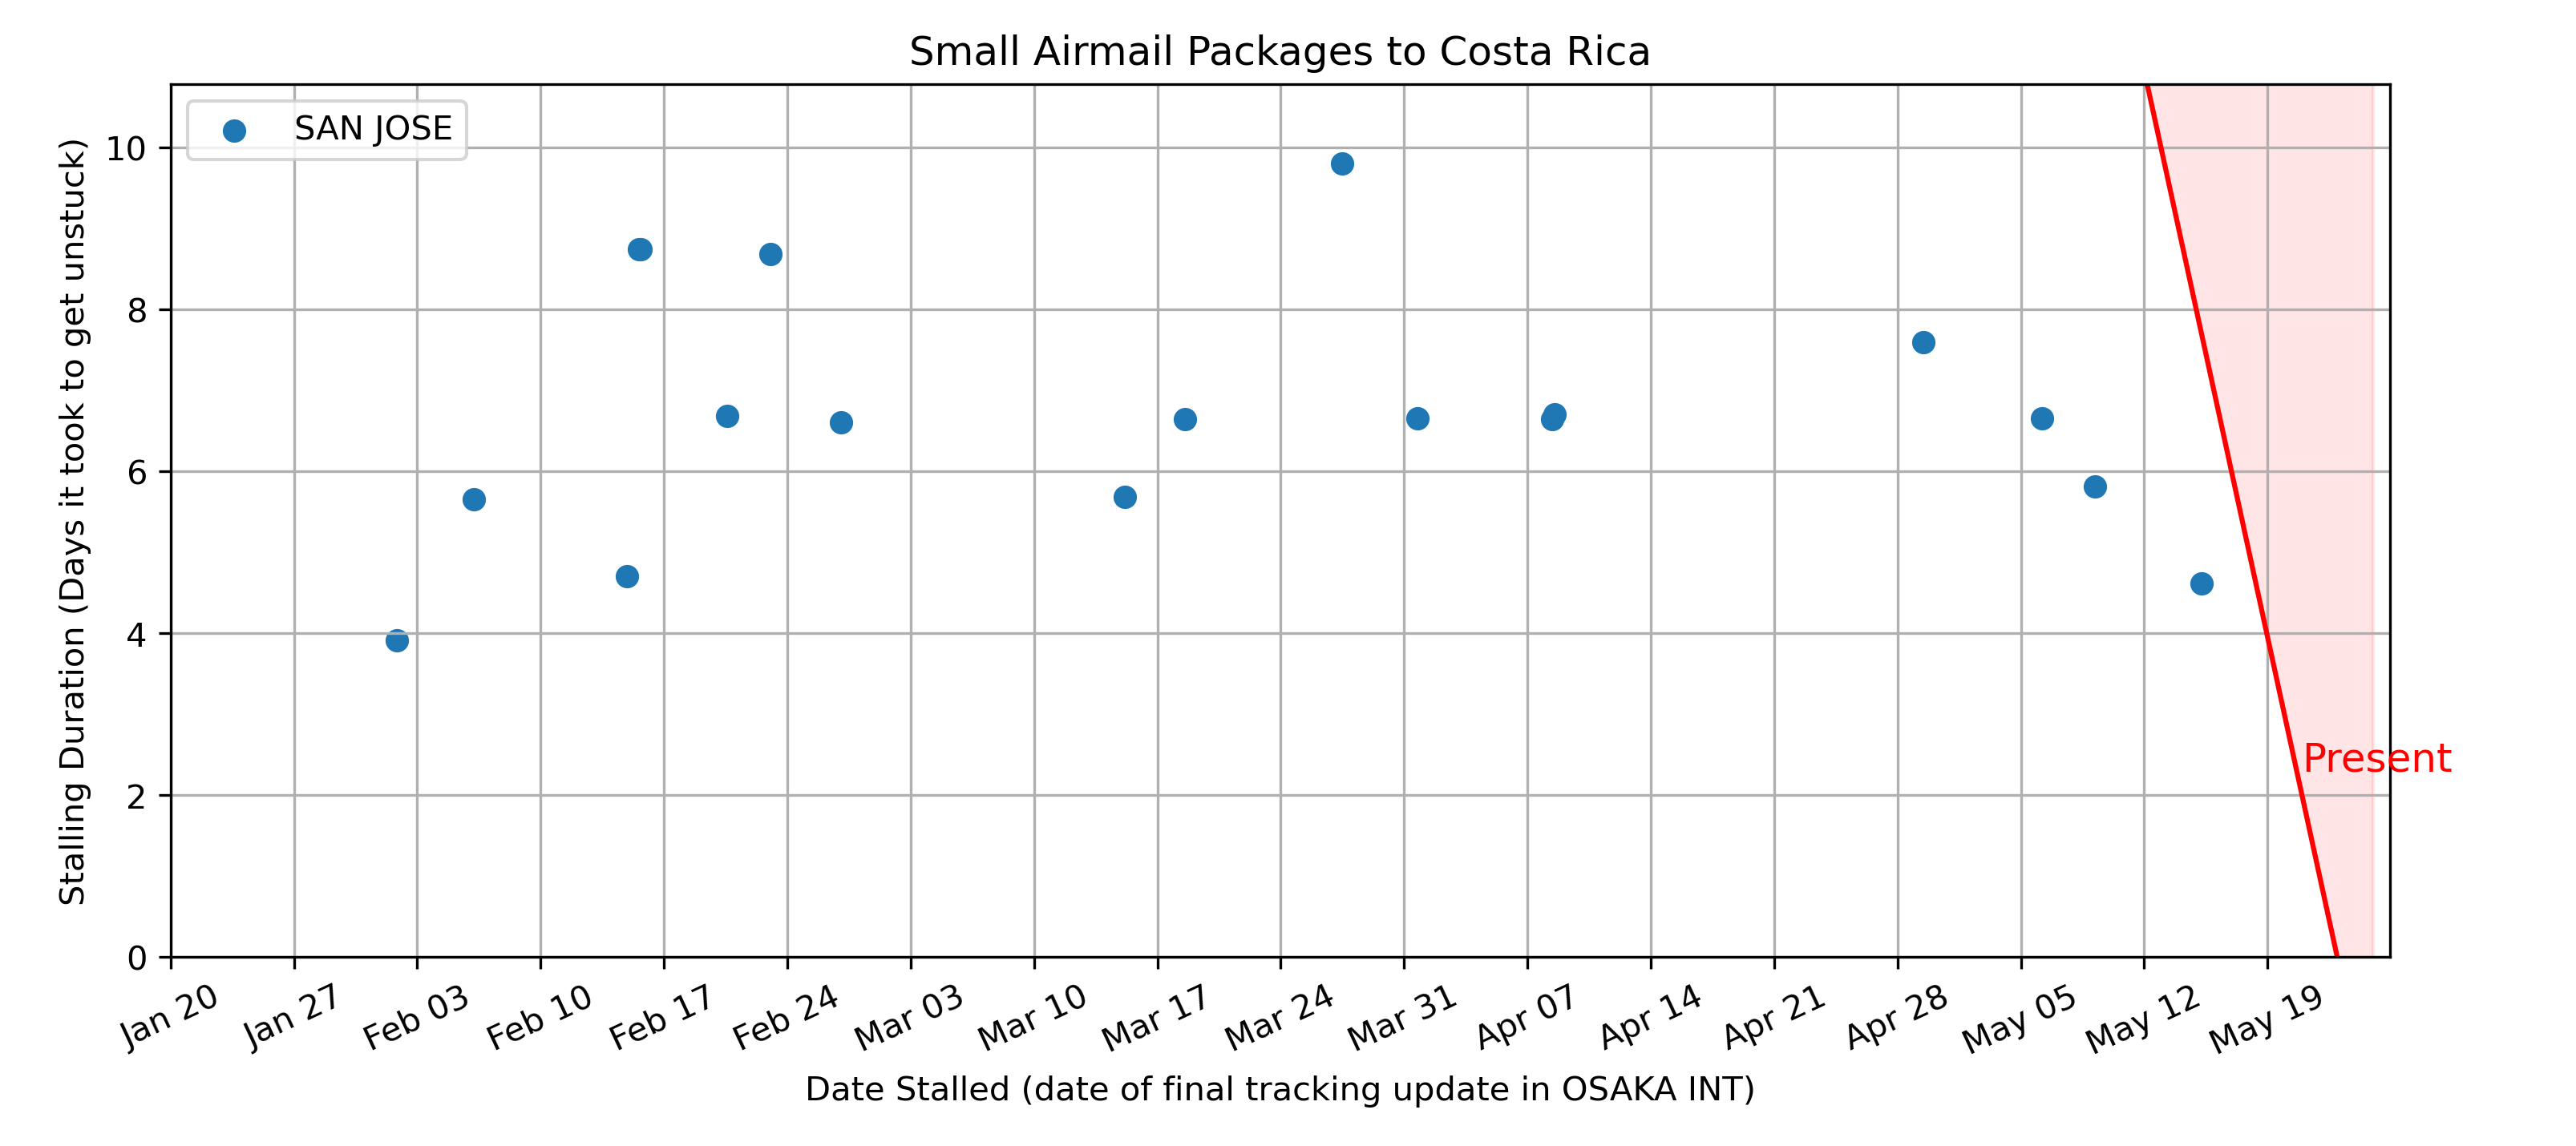 Small Airmail Packages to Costa Rica
SAN JOSE
Stalling Duration (Days it took to get unstuck)
10
8
6
4
2
0
Present
Jan 20
Jan 27
Feb 03
Feb 10
Feb 17
Feb 24
Mar 03
Mar 10
Mar 17
Mar 24
Mar 31
Apr 07
Apr 14
Apr 21
Apr 28
May 05
May 12
May 19
Date Stalled (date of final tracking update in OSAKA INT)